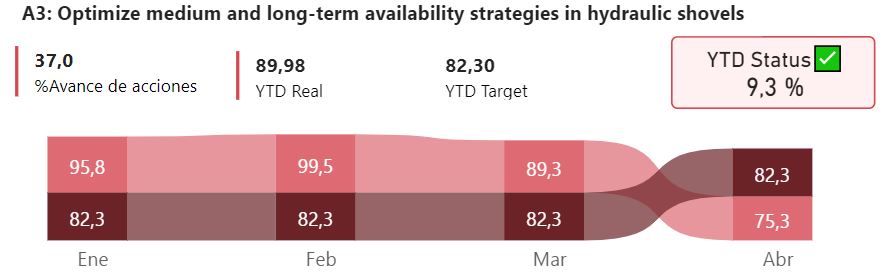 A3: Optimize medium and long-term availability strategies in hydraulic shovels
37,0
%Avance de acciones
89,98
YTD Real
82,30
YTD Target
YTD Status ✅
9,3 %
95,8
99,5
89,3
82,3
82,3
82,3
82,3
75,3
Ene
Feb
Mar
Abr